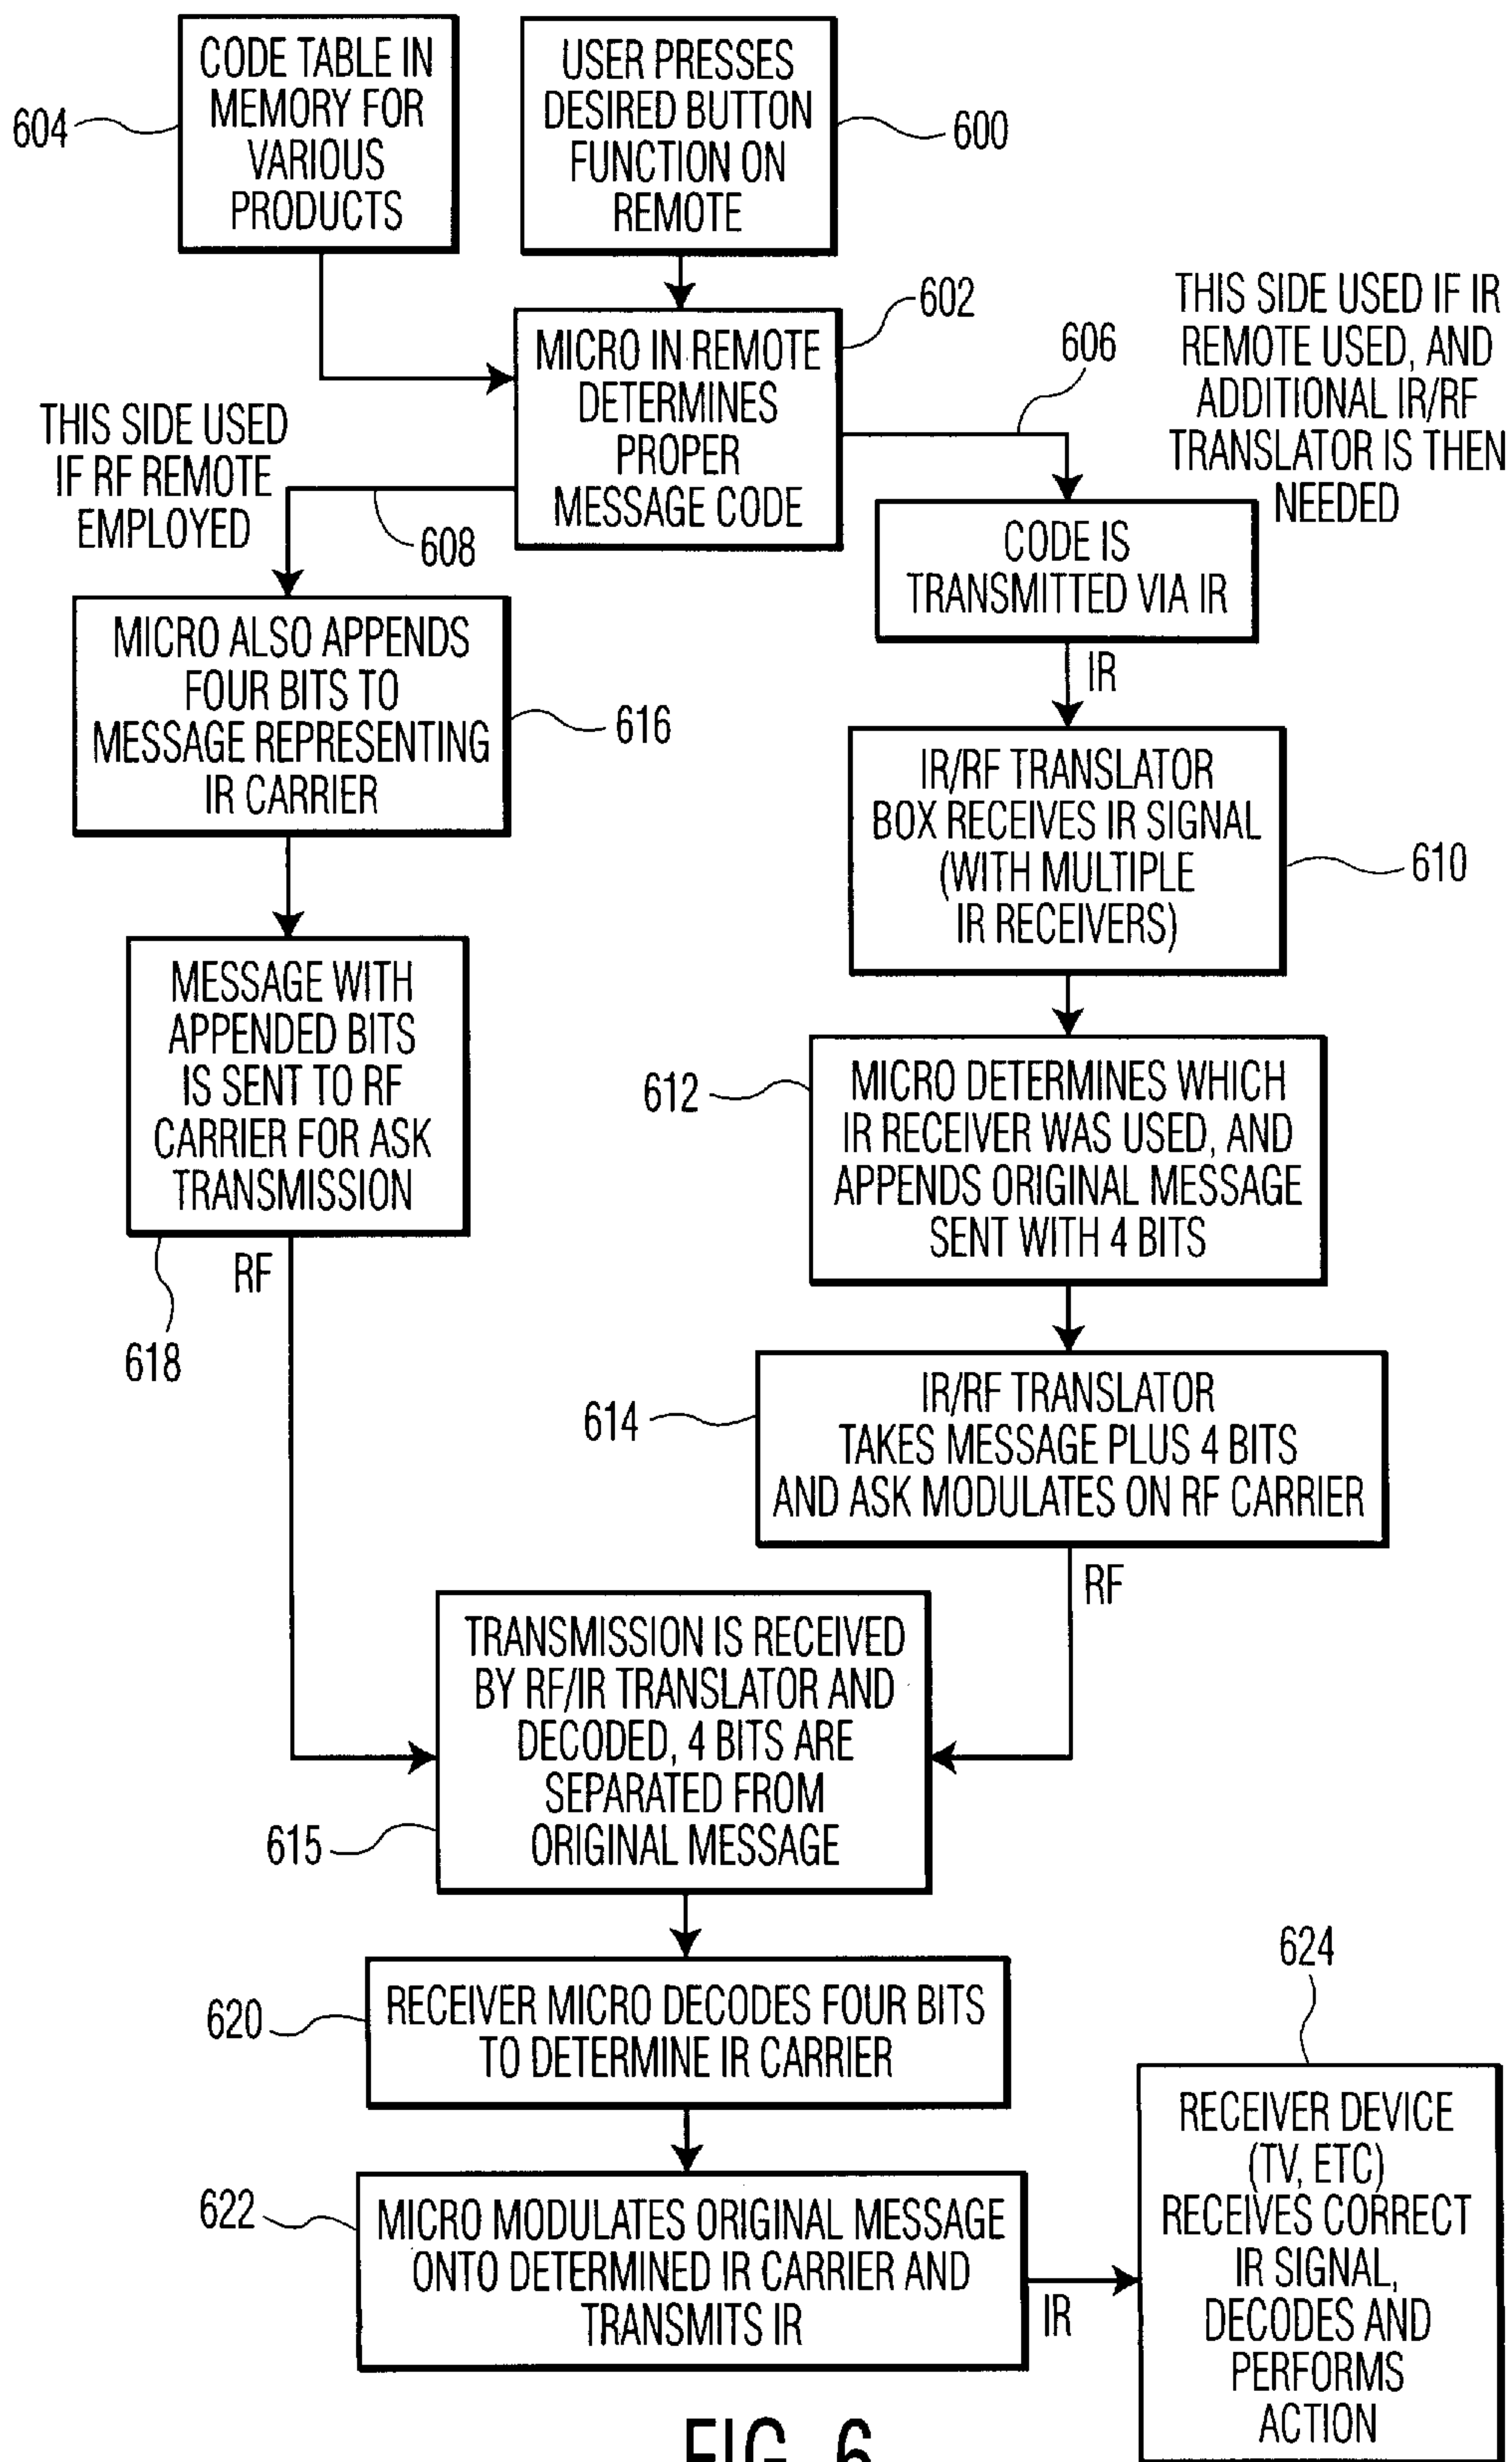 CODE TABLE IN
MEMORY FOR
VARIOUS
PRODUCTS
604
USER PRESSES
DESIRED BUTTON
FUNCTION ON
REMOTE
600
MICRO IN REMOTE
DETERMINES
PROPER
MESSAGE CODE
602
606
THIS SIDE USED IF IR
REMOTE USED, AND
ADDITIONAL IR/RF
TRANSLATOR IS THEN
NEEDED
THIS SIDE USED
IF RF REMOTE
EMPLOYED
608
CODE IS
TRANSMITTED VIA IR
IR
MICRO ALSO APPENDS
FOUR BITS TO
MESSAGE REPRESENTING
IR CARRIER
616
IR/RF TRANSLATOR
BOX RECEIVES IR SIGNAL
(WITH MULTIPLE
IR RECEIVERS)
610
MESSAGE WITH
APPENDED BITS
IS SENT TO RF
CARRIER FOR ASK
TRANSMISSION
RF
618
612
MICRO DETERMINES WHICH
IR RECEIVER WAS USED, AND
APPENDS ORIGINAL MESSAGE
SENT WITH 4 BITS
614
IR/RF TRANSLATOR
TAKES MESSAGE PLUS 4 BITS
AND ASK MODULATES ON RF CARRIER
RF
TRANSMISSION IS RECEIVED
BY RF/IR TRANSLATOR AND
DECODED, 4 BITS ARE
SEPARATED FROM
ORIGINAL MESSAGE
615
620
RECEIVER MICRO DECODES FOUR BITS
TO DETERMINE IR CARRIER
622
MICRO MODULATES ORIGINAL MESSAGE
ONTO DETERMINED IR CARRIER AND
TRANSMITS IR
IR
624
RECEIVER DEVICE
(TV, ETC)
RECEIVES CORRECT
IR SIGNAL,
DECODES AND
PERFORMS
ACTION
FIG. 6